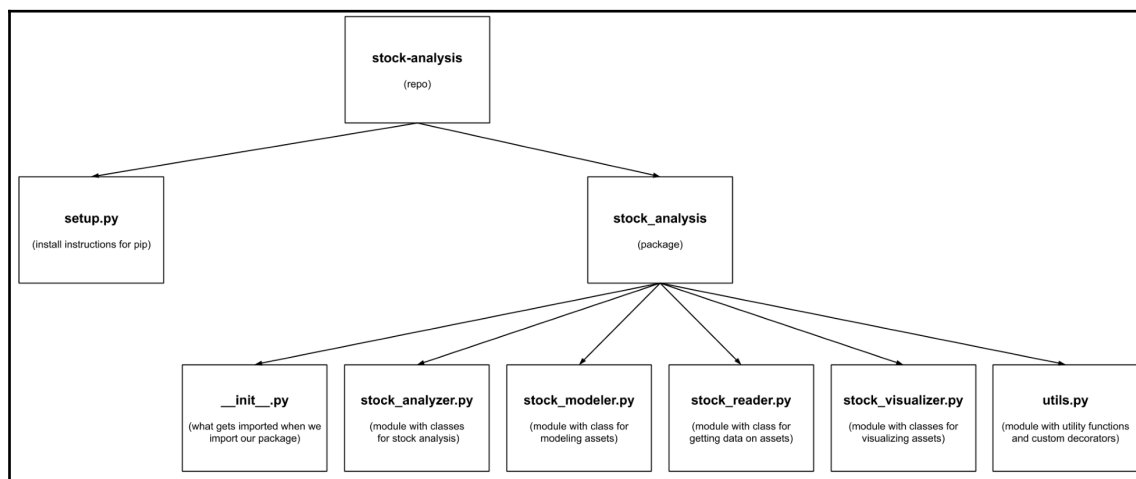 stock-analysis
(repo)
setup.py
(install instructions for pip)
stock_analysis
(package)
__init__.py
(what gets imported when we
import our package)
stock_analyzer.py
(module with classes
for stock analysis)
stock_modeler.py
(module with class for
modeling assets)
stock_reader.py
(module with class for
getting data on assets)
stock_visualizer.py
(module with classes for
visualizing assets)
utils.py
(module with utility functions
and custom decorators)